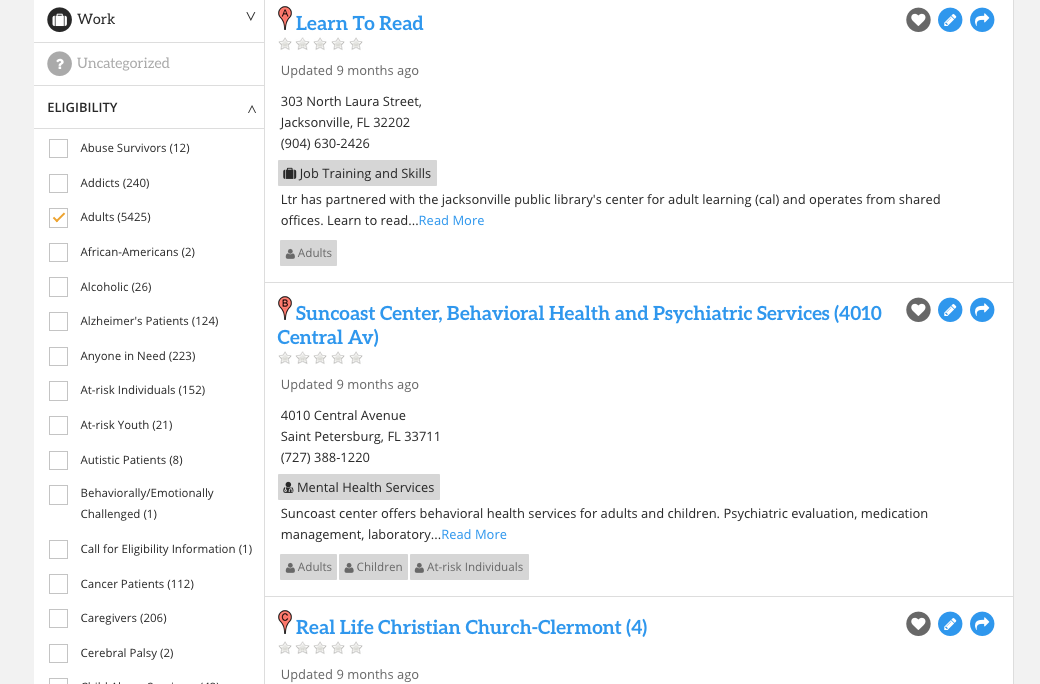 Work
Uncategorized
ELIGIBILITY
Abuse Survivors (12)
Addicts (240)
Adults (5425)
African-Americans (2)
Alcoholic (26)
Alzheimer's Patients (124)
Anyone in Need (223)
At-risk Individuals (152)
At-risk Youth (21)
Autistic Patients (8)
Behaviorally/Emotionally
Challenged (1)
Call for Eligibility Information (1)
Cancer Patients (112)
Caregivers (206)
Cerebral Palsy (2)
A Learn To Read
Updated 9 months ago
303 North Laura Street,
Jacksonville, FL 32202
(904) 630-2426
Job Training and Skills
Ltr has partnered with the jacksonville public library's center for adult learning (cal) and operates from shared
offices. Learn to read...Read More
Adults
B Suncoast Center, Behavioral Health and Psychiatric Services (4010
Central Av)
Updated 9 months ago
4010 Central Avenue
Saint Petersburg, FL 33711
(727) 388-1220
Mental Health Services
Suncoast center offers behavioral health services for adults and children. Psychiatric evaluation, medication
management, laboratory...Read More
Adults Children At-risk Individuals
C Real Life Christian Church-Clermont (4)
Updated 9 months ago